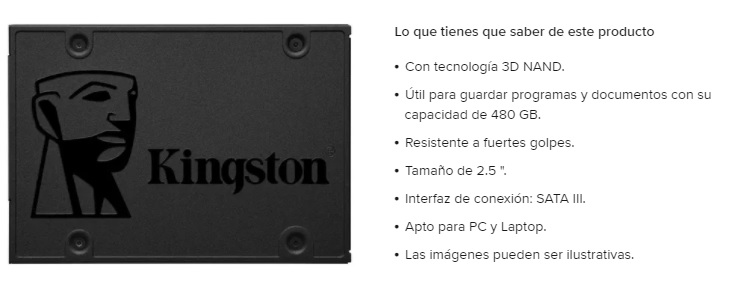 Kingston
Lo que tienes que saber de este producto
• Con tecnología 3D NAND.
• Útil para guardar programas y documentos con su
capacidad de 480 GB.
• Resistente a fuertes golpes.
• Tamaño de 2.5 ".
• Interfaz de conexión: SATA III.
• Apto para PC y Laptop.
• Las imágenes pueden ser ilustrativas.